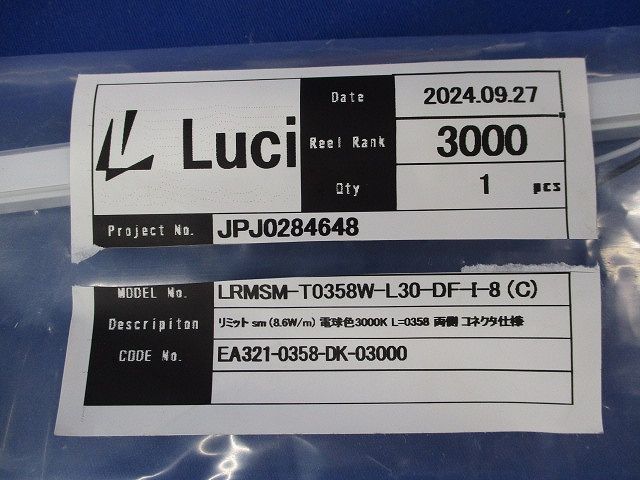 Luci
Date 2024.09.27
Reel Rank 3000
Qty 1 pcs
Project No. JPJ0284648
MODEL No. LRMSM-T0358W-L30-DF-I-8 (C)
Descripiton リミット sm (8.6W/m) 電球色3000K L=0358 両側 コネクタ仕様
CODE No. EA321-0358-DK-03000